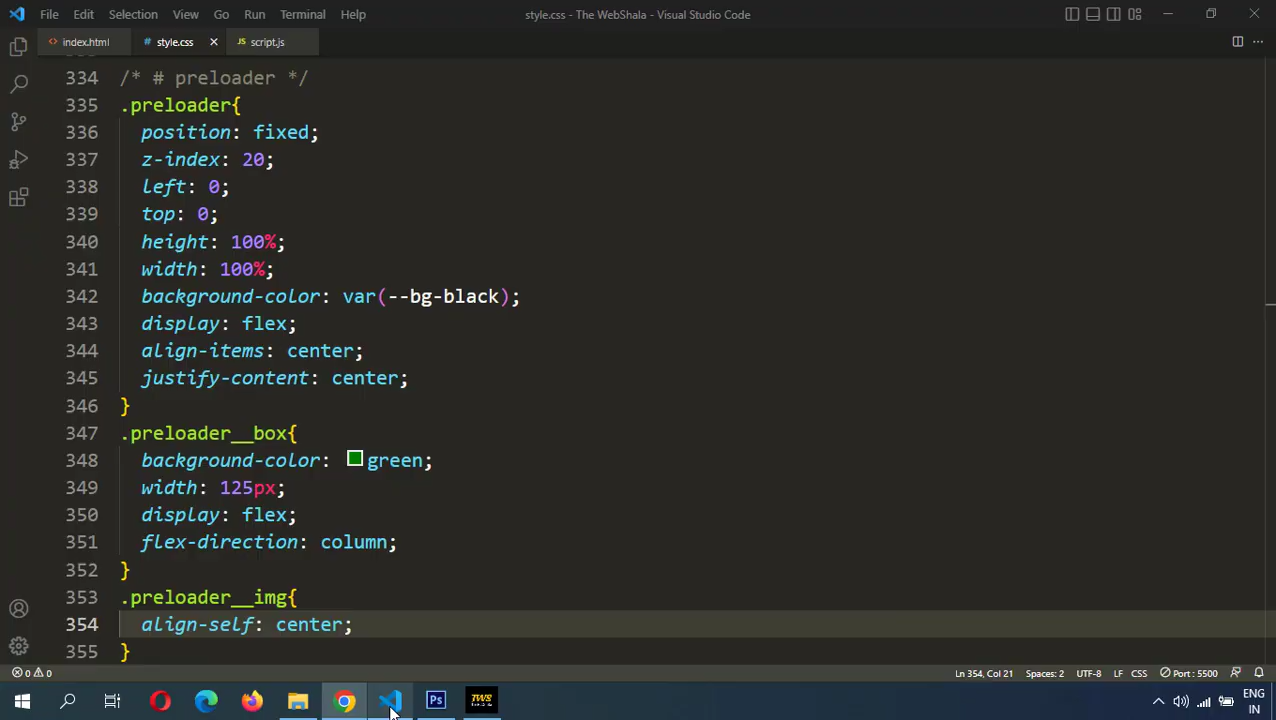 File Edit Selection View Go Run Terminal Help
style.css - The WebShala - Visual Studio Code
index.html
# style.css
JS script.js
334 /* # preloader */
335 .preloader{
336 position: fixed;
337 z-index: 20;
338 left: 0;
339 top: 0;
340 height: 100%;
341 width: 100%;
342 background-color: var(--bg-black);
343 display: flex;
344 align-items: center;
345 justify-content: center;
346 }
347 .preloader__box{
348 background-color: green;
349 width: 125px;
350 display: flex;
351 flex-direction: column;
352 }
353 .preloader__img{
354 align-self: center;
355 }
0 0
Ln 354, Col 21 Spaces: 2 UTF-8 LF CSS Port : 5500
Ps TWS
ENG
IN